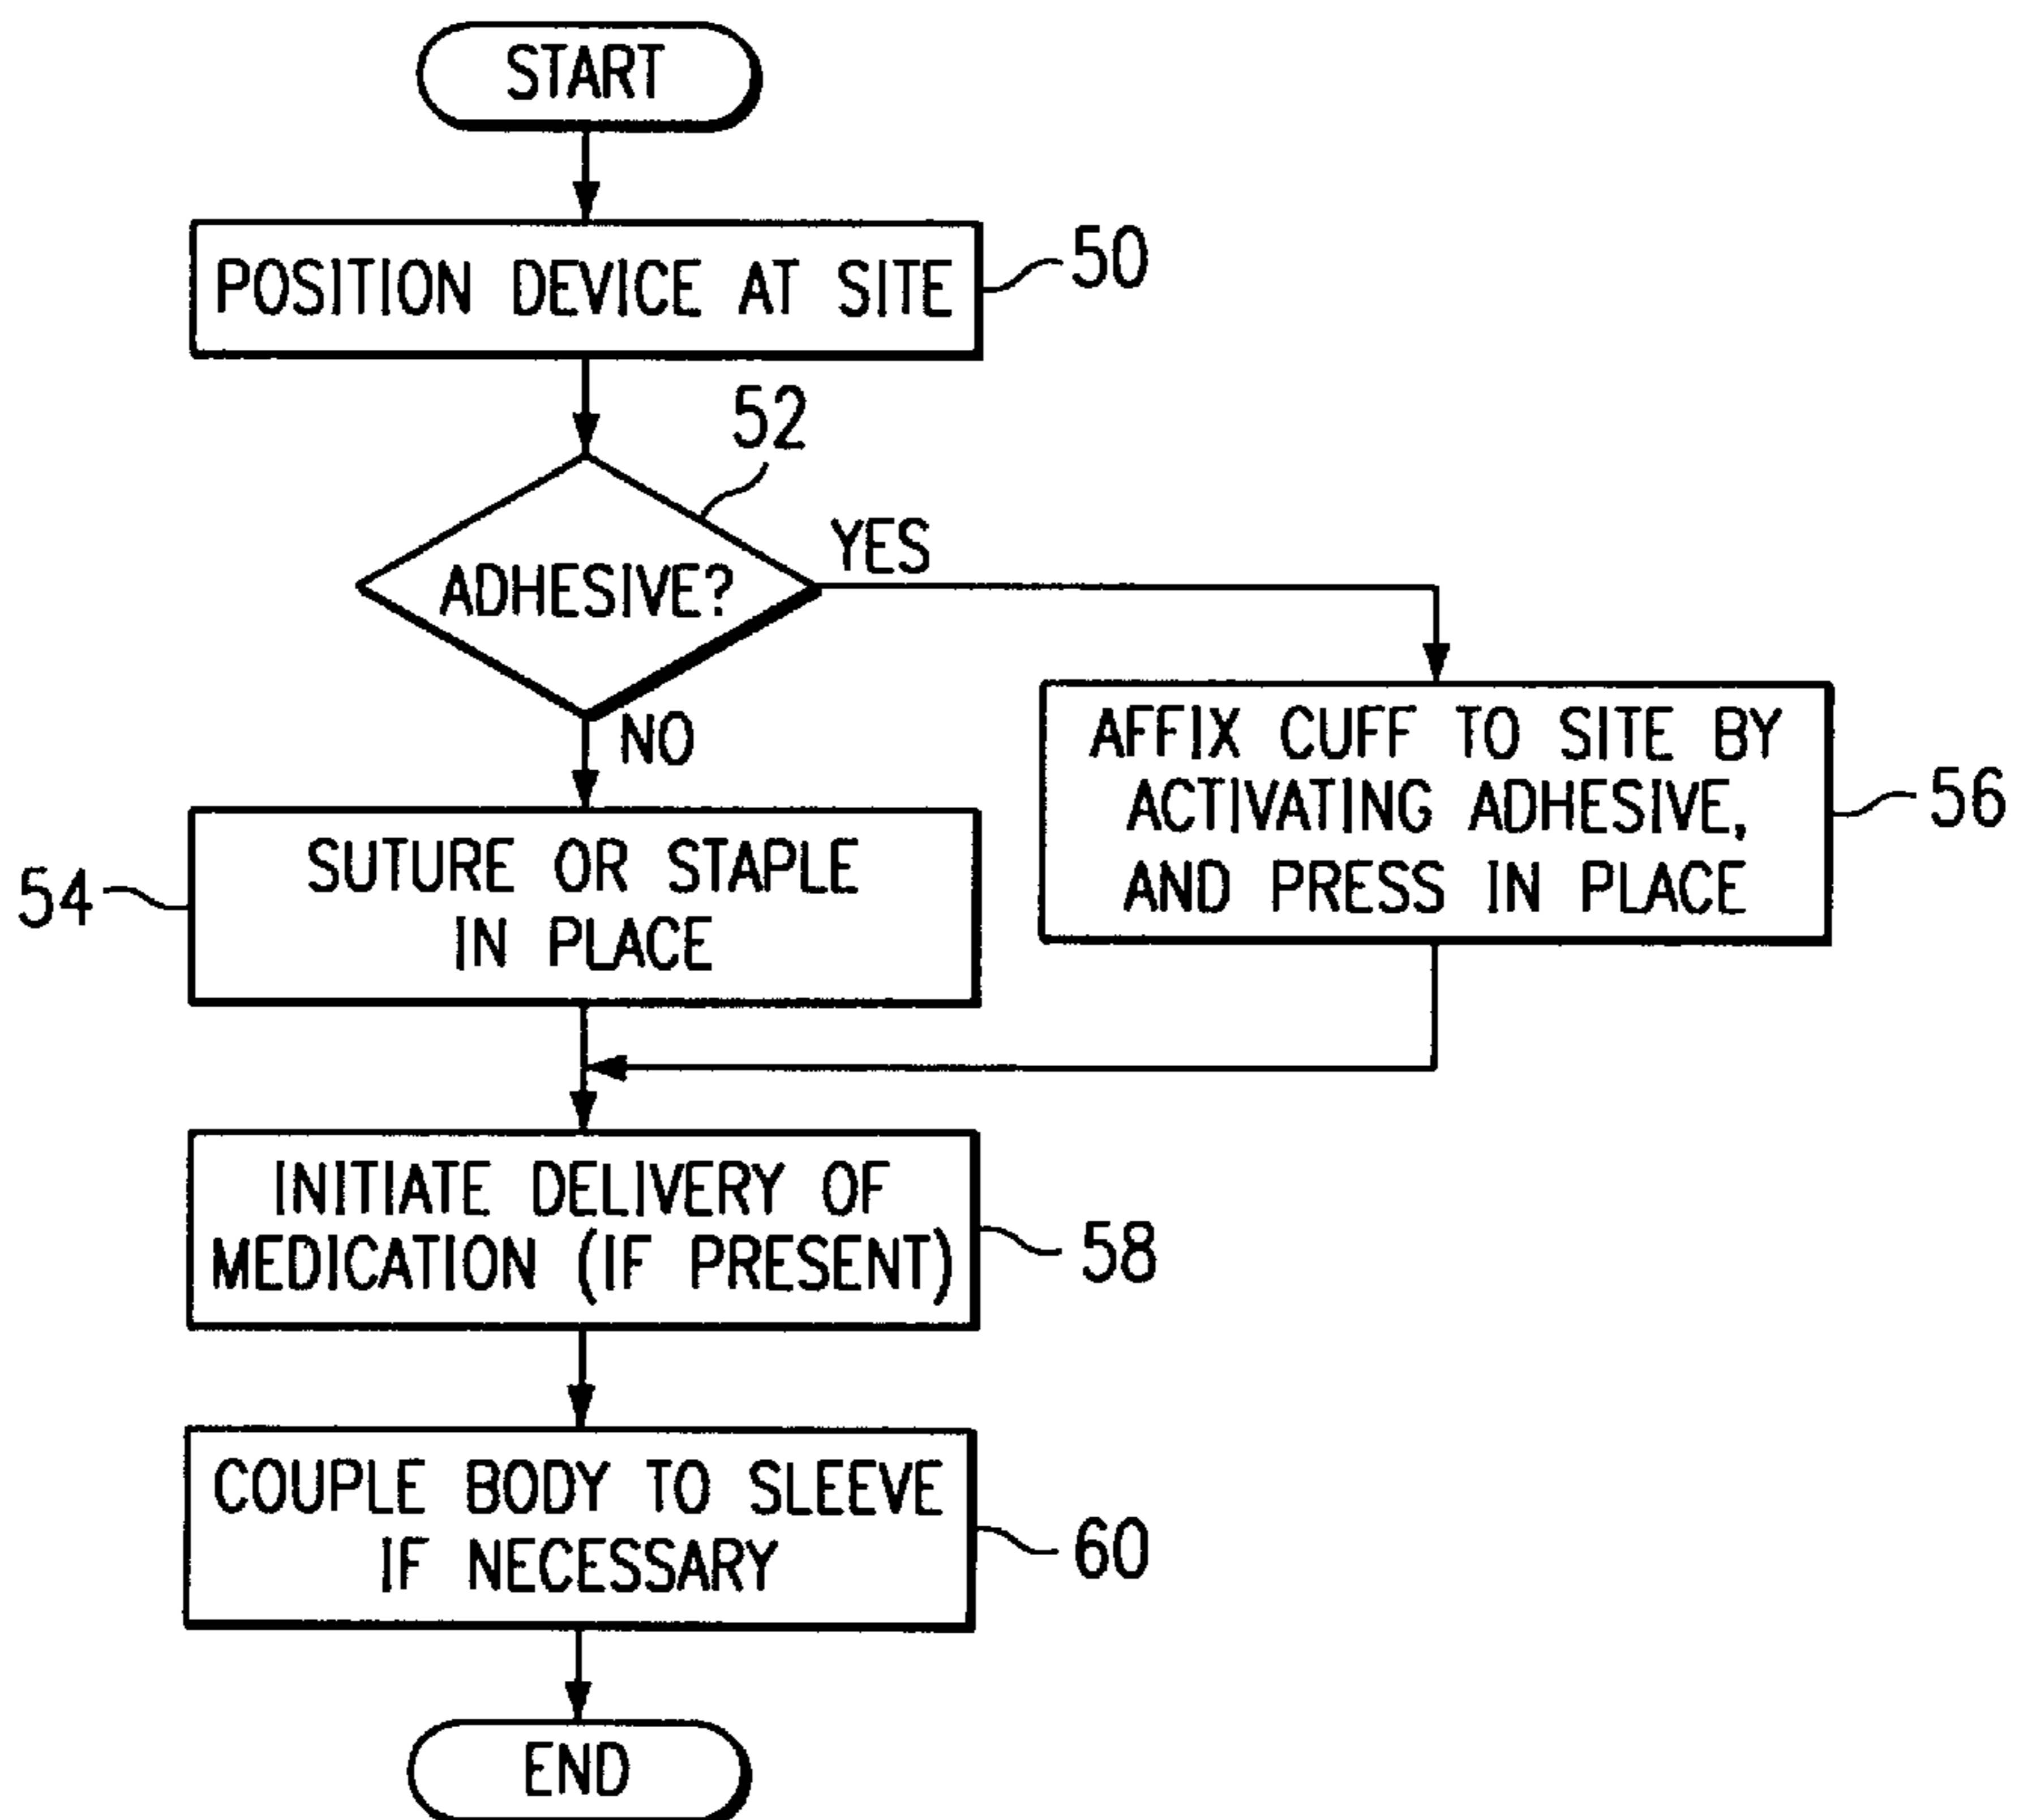 START
POSITION DEVICE AT SITE
50
52
ADHESIVE?
YES
NO
AFFIX CUFF TO SITE BY
ACTIVATING ADHESIVE,
AND PRESS IN PLACE
56
54
SUTURE OR STAPLE
IN PLACE
INITIATE DELIVERY OF
MEDICATION (IF PRESENT)
58
COUPLE BODY TO SLEEVE
IF NECESSARY
60
END